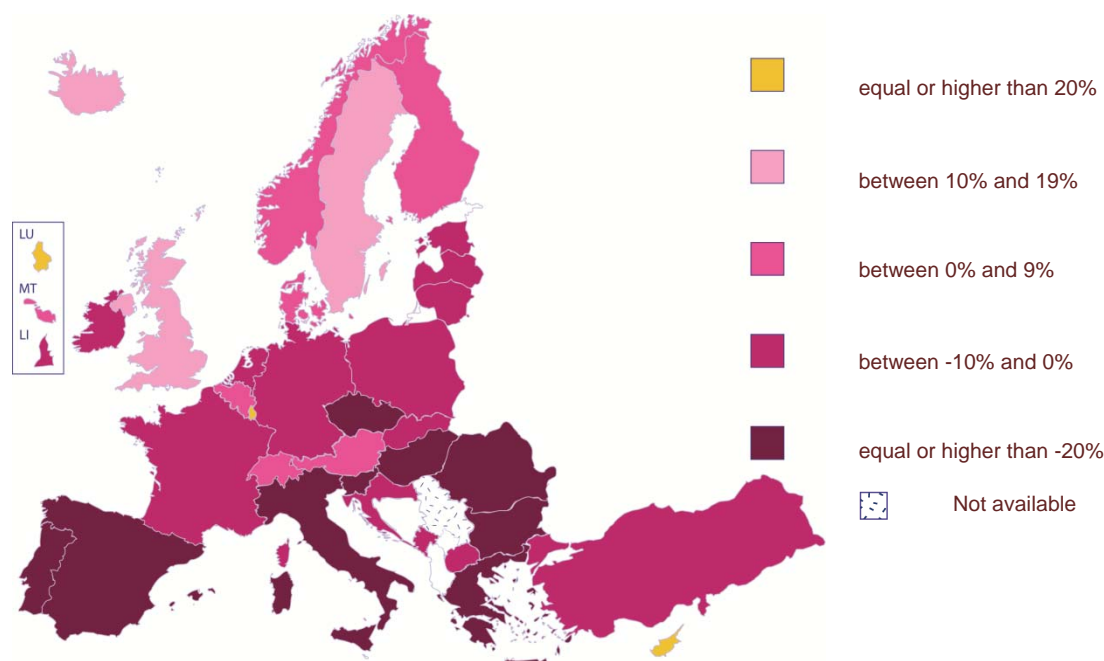 LU
MT
LI
equal or higher than 20%
between 10% and 19%
between 0% and 9%
between -10% and 0%
equal or higher than -20%
Not available